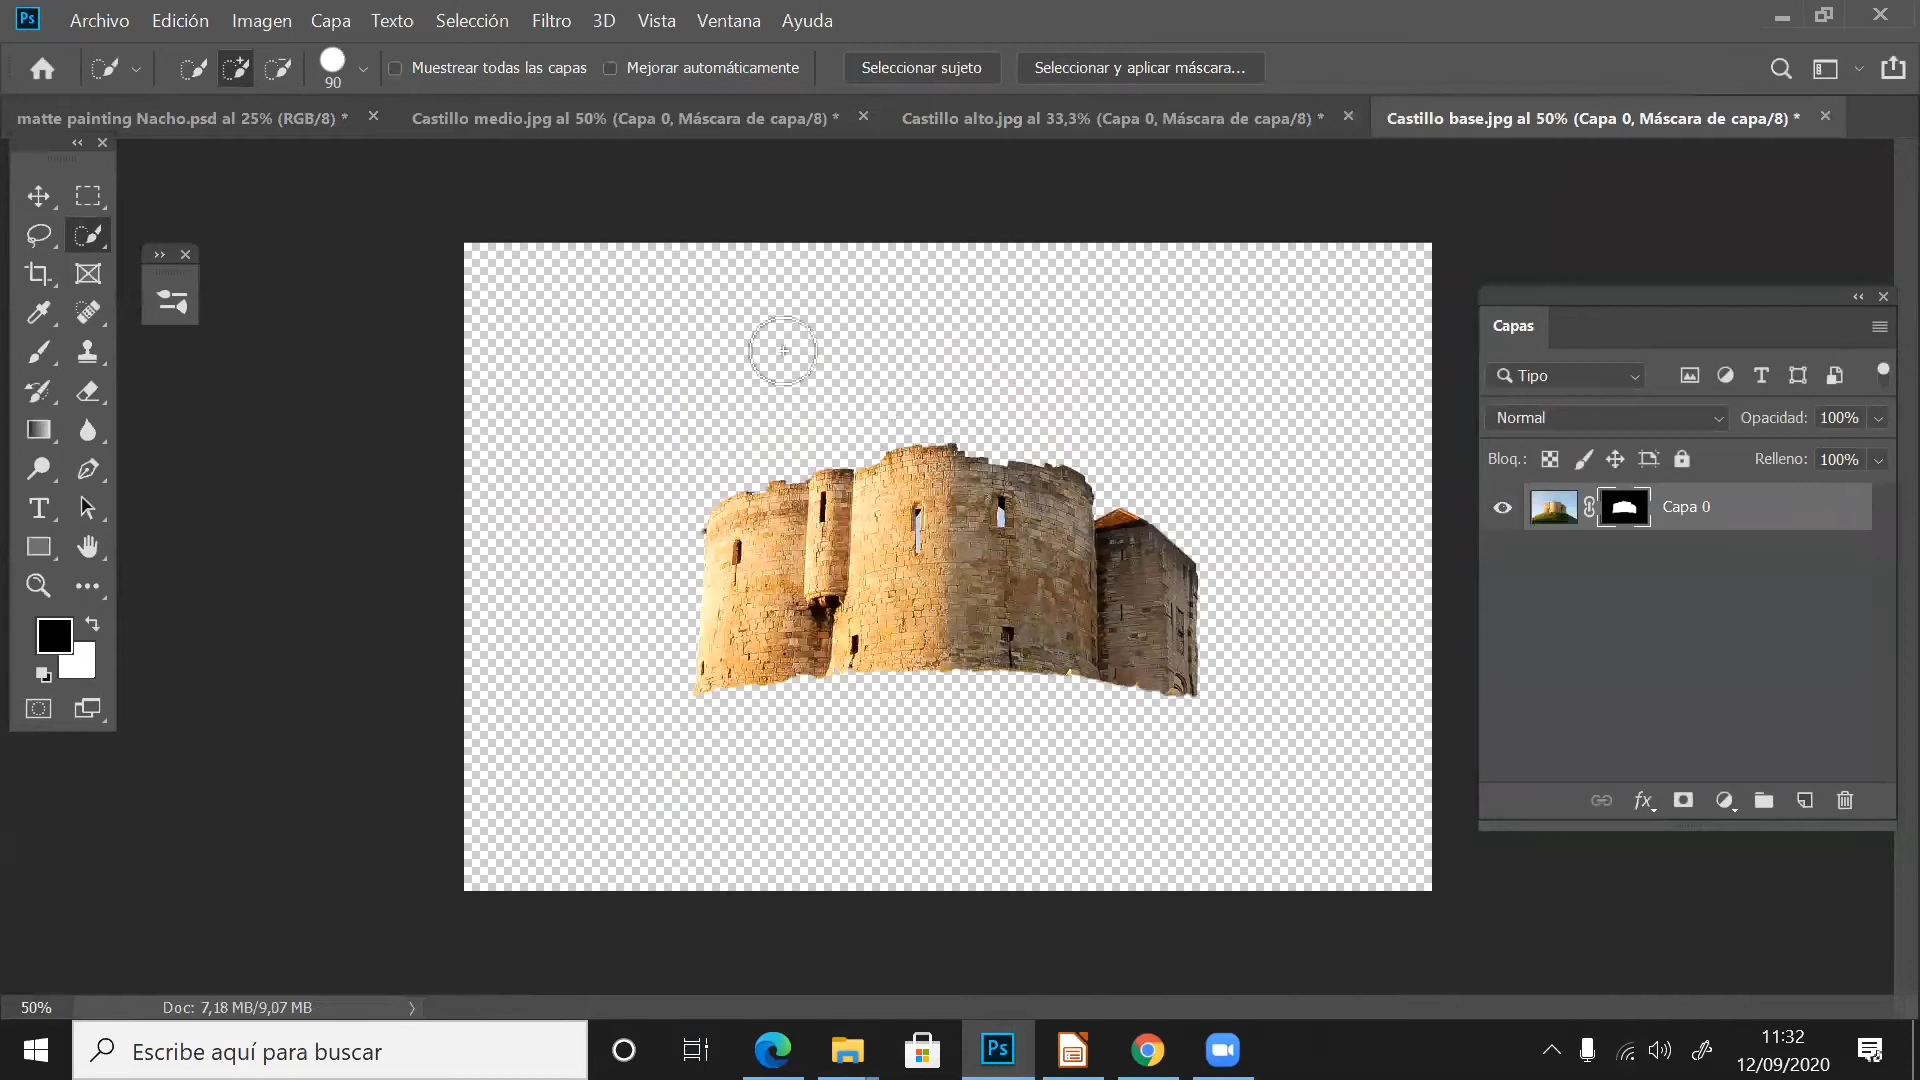 Ps Archivo Edición Imagen Capa Texto Selección Filtro 3D Vista Ventana Ayuda
90 Muestrear todas las capas Mejorar automáticamente Seleccionar sujeto Seleccionar y aplicar máscara...
matte painting Nacho.psd al 25% (RGB/8) * Castillo medio.jpg al 50% (Capa 0, Máscara de capa/8) * Castillo alto.jpg al 33,3% (Capa 0, Máscara de capa/8) * Castillo base.jpg al 50% (Capa 0, Máscara de capa/8) *
Capas
Tipo
Normal Opacidad: 100%
Bloq.: Relleno: 100%
Capa 0
fx
50% Doc: 7,18 MB/9,07 MB
Escribe aquí para buscar
Ps
11:32
12/09/2020